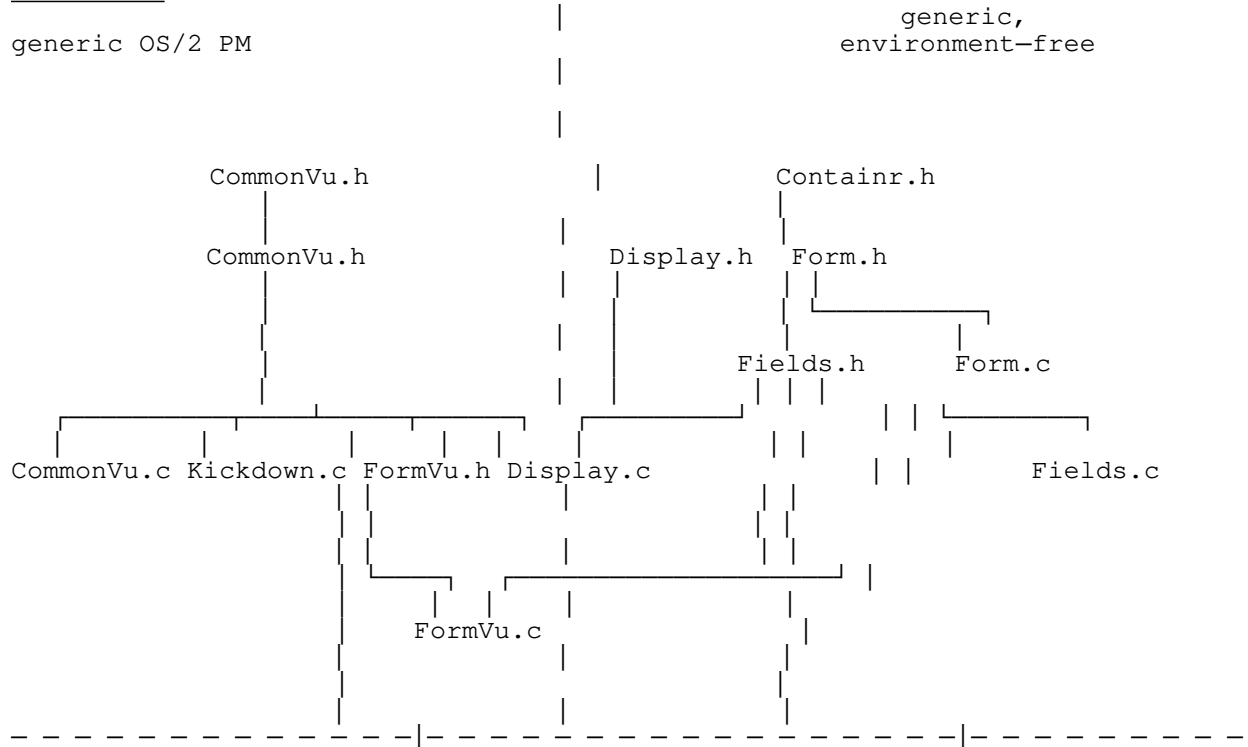 generic,
generic OS/2 PM environment—free
CommonVu.h Containr.h
CommonVu.h Display.h Form.h
Fields.h Form.c
CommonVu.c Kickdown.c FormVu.h Display.c Fields.c
FormVu.c